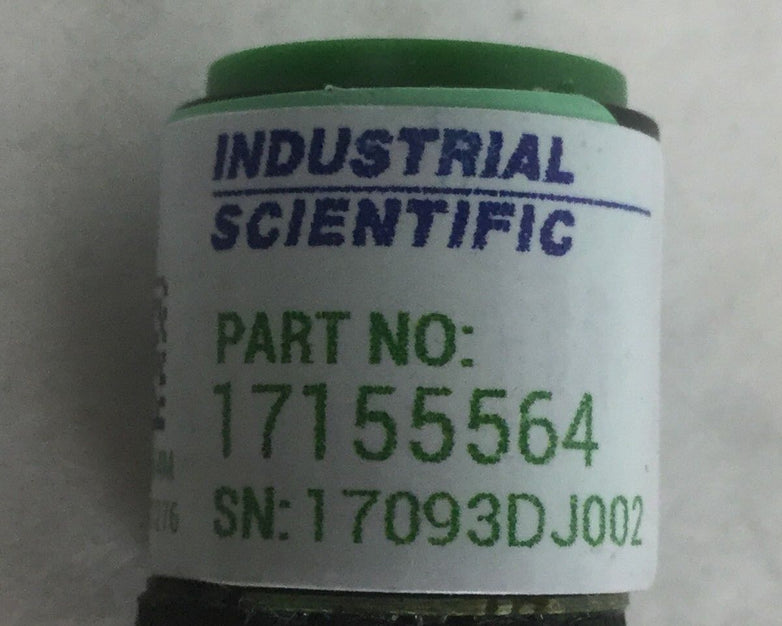 INDUSTRIAL
SCIENTIFIC
PART NO:
17155564
SN:17093DJ002